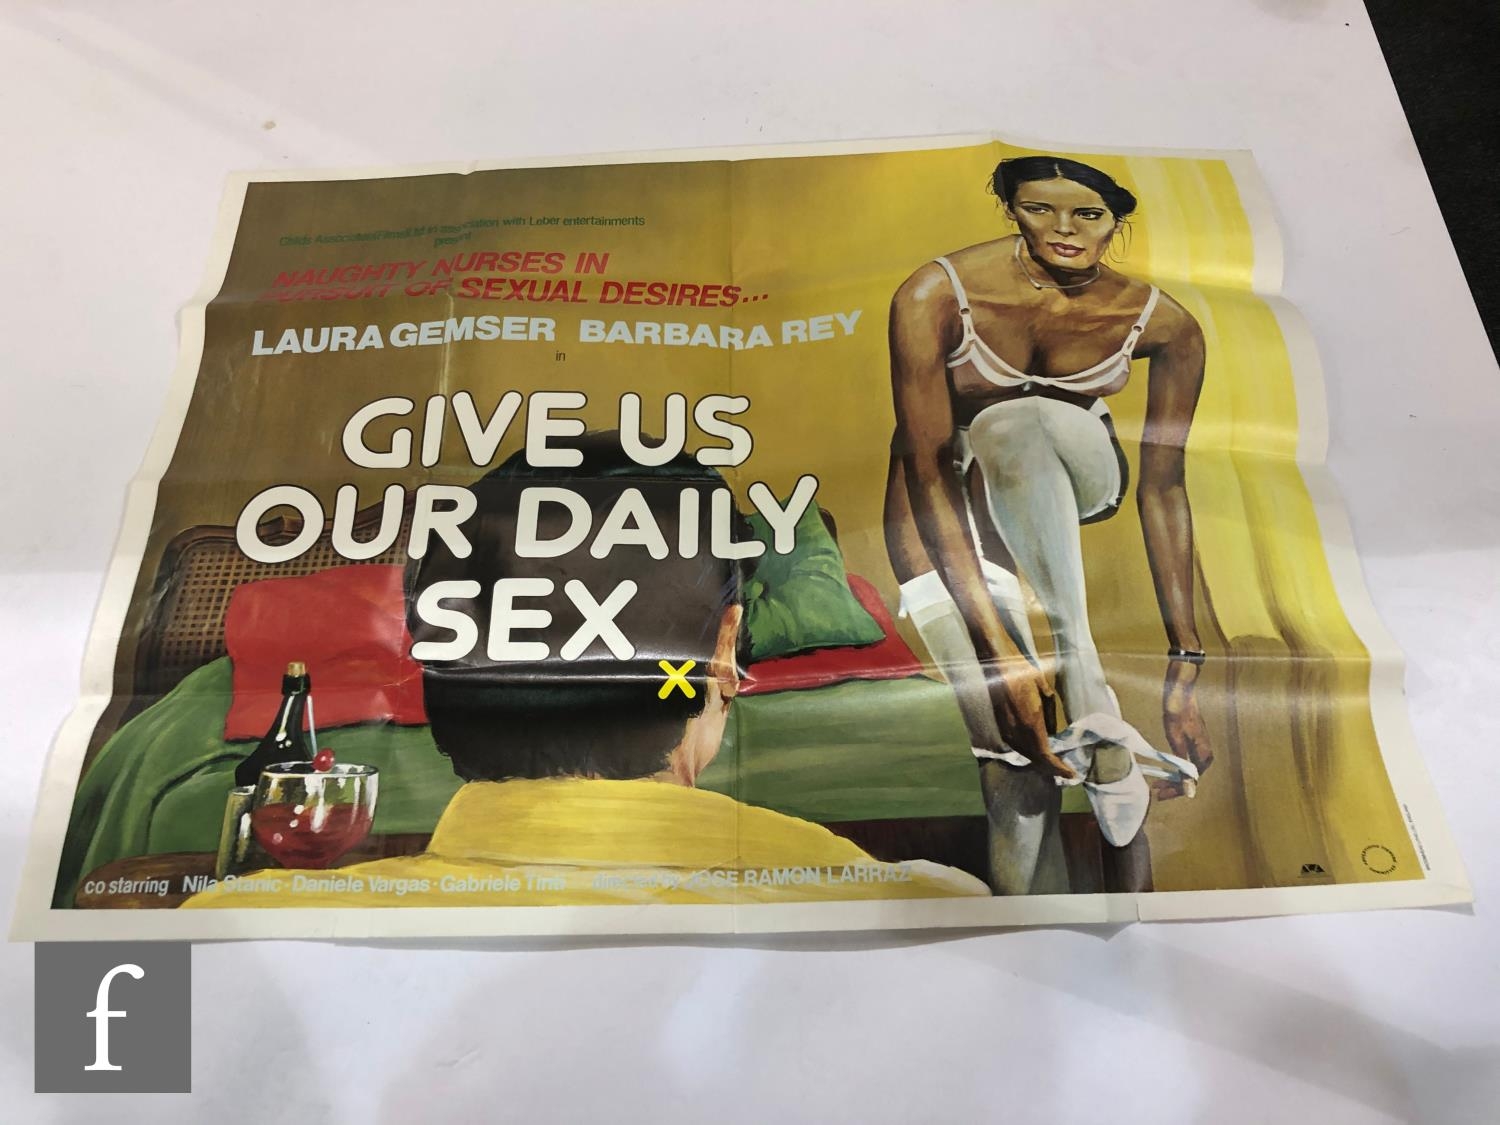 Childs Associates(Films)Ltd in association with Leber entertainments
present
NAUGHTY NURSES IN
PURSUIT OF SEXUAL DESIRES...
LAURA GEMSER BARBARA REY
in
GIVE US
OUR DAILY
SEX
X
co starring Nila Stanic · Daniele Vargas · Gabriele Tinti directed by JOSE RAMON LARRAZ
f